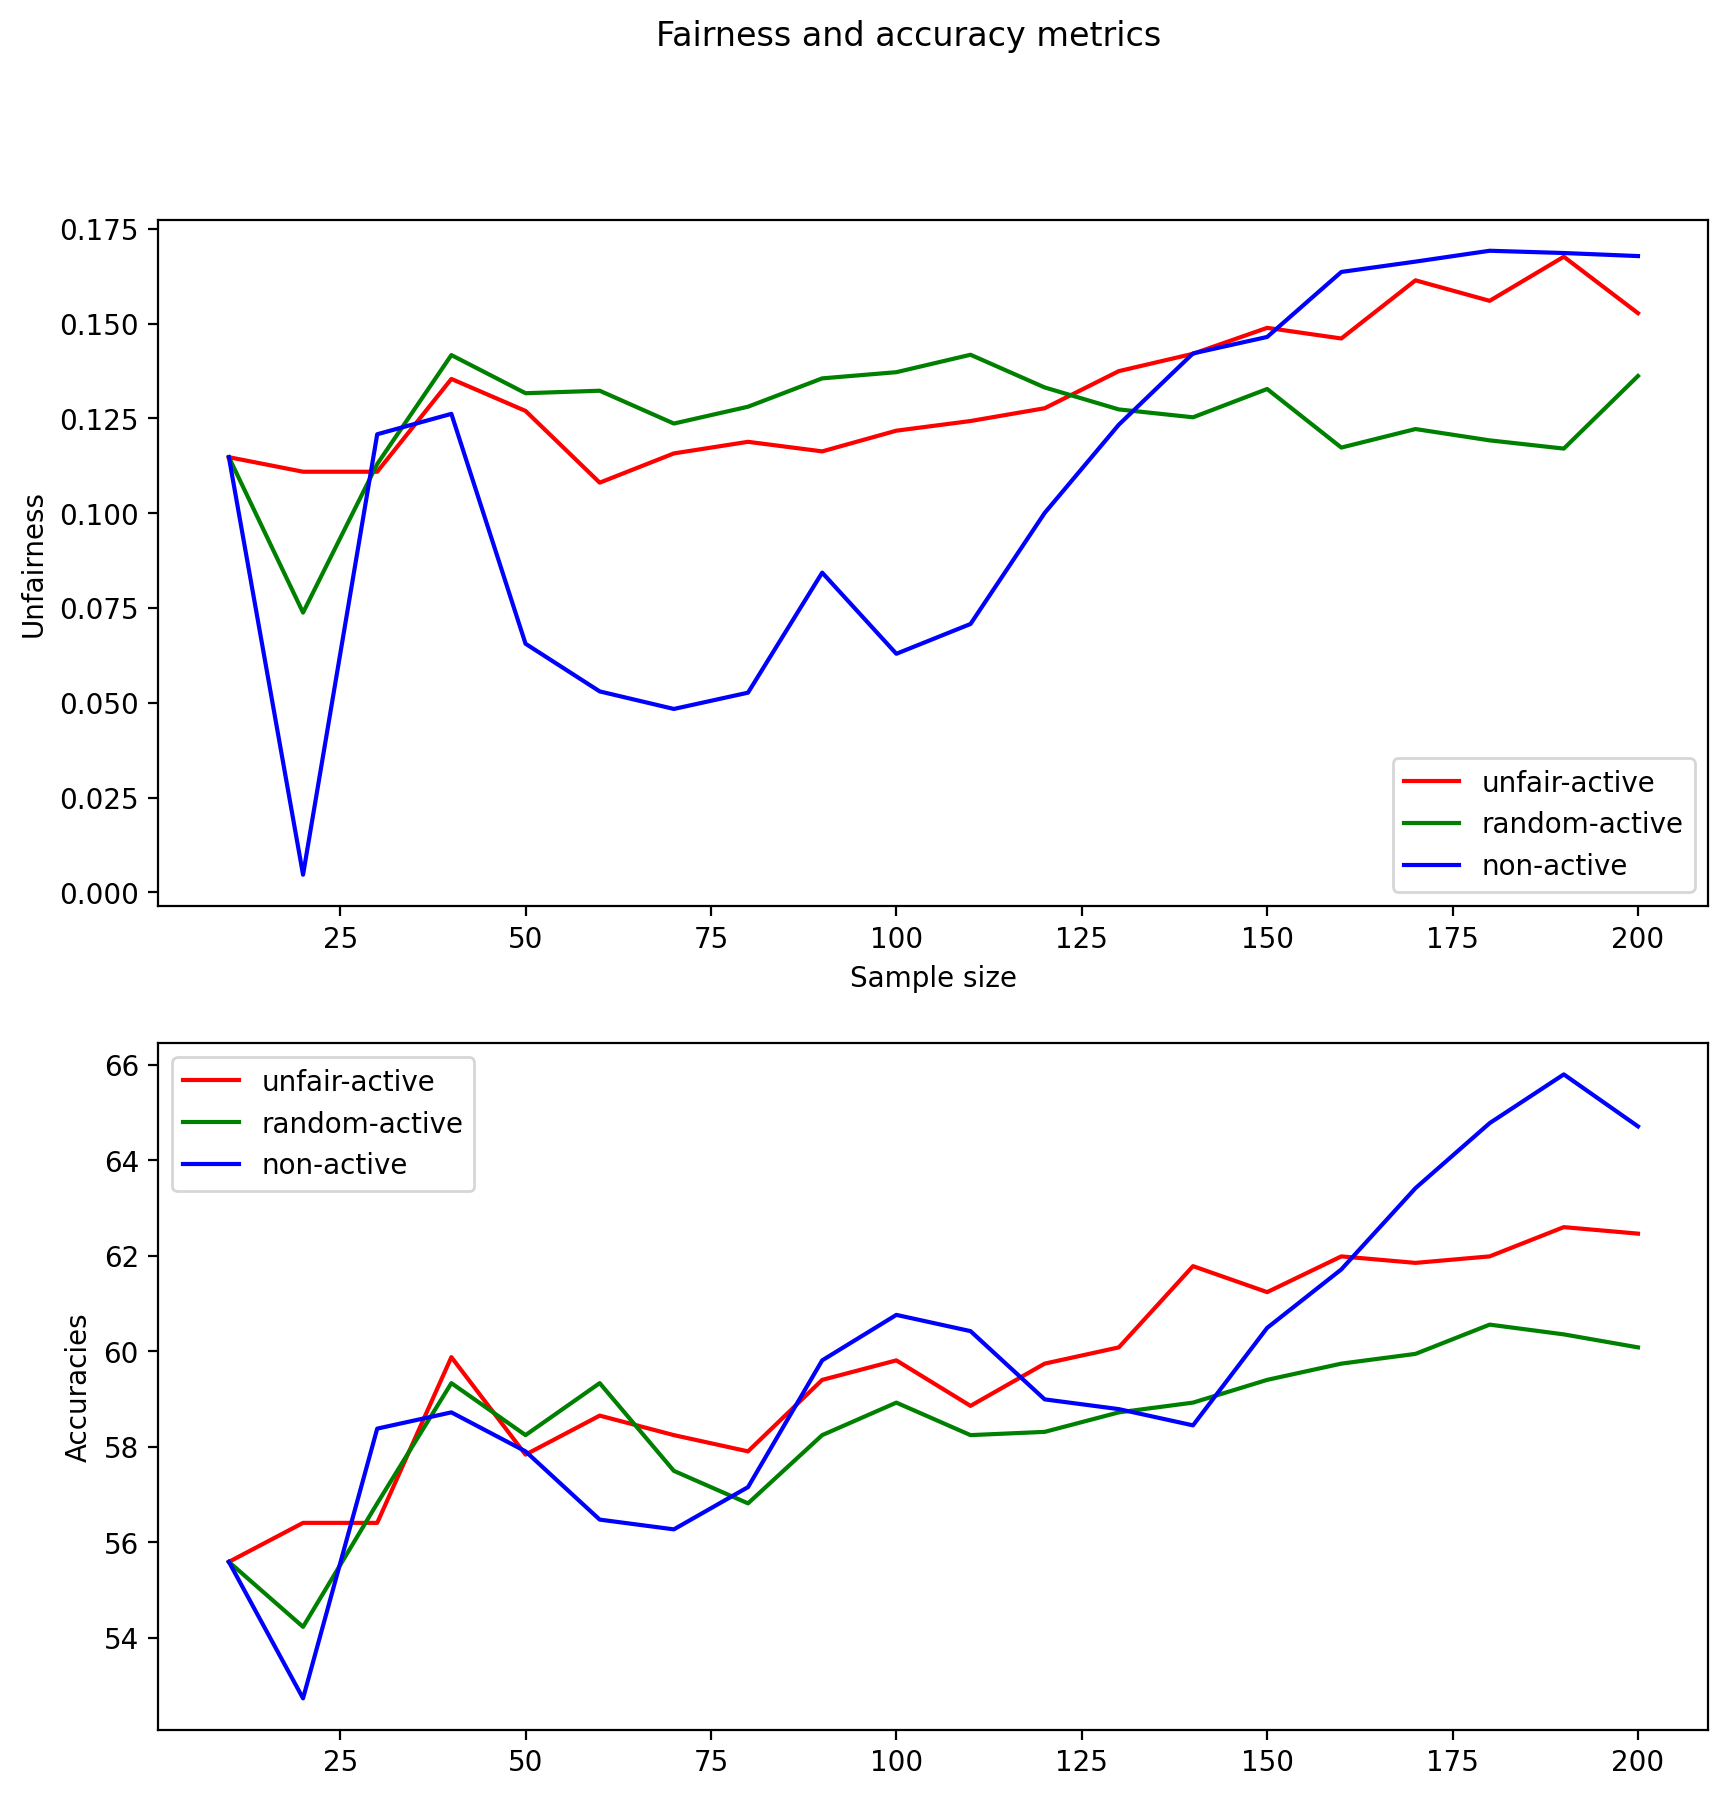 Fairness and accuracy metrics
0.175
0.150
0.125
0.100
0.075
0.050
0.025
0.000
Unfairness
unfair-active
random-active
non-active
25 50 75 100 125 150 175 200
Sample size
66
64
62
60
58
56
54
Accuracies
unfair-active
random-active
non-active
25 50 75 100 125 150 175 200